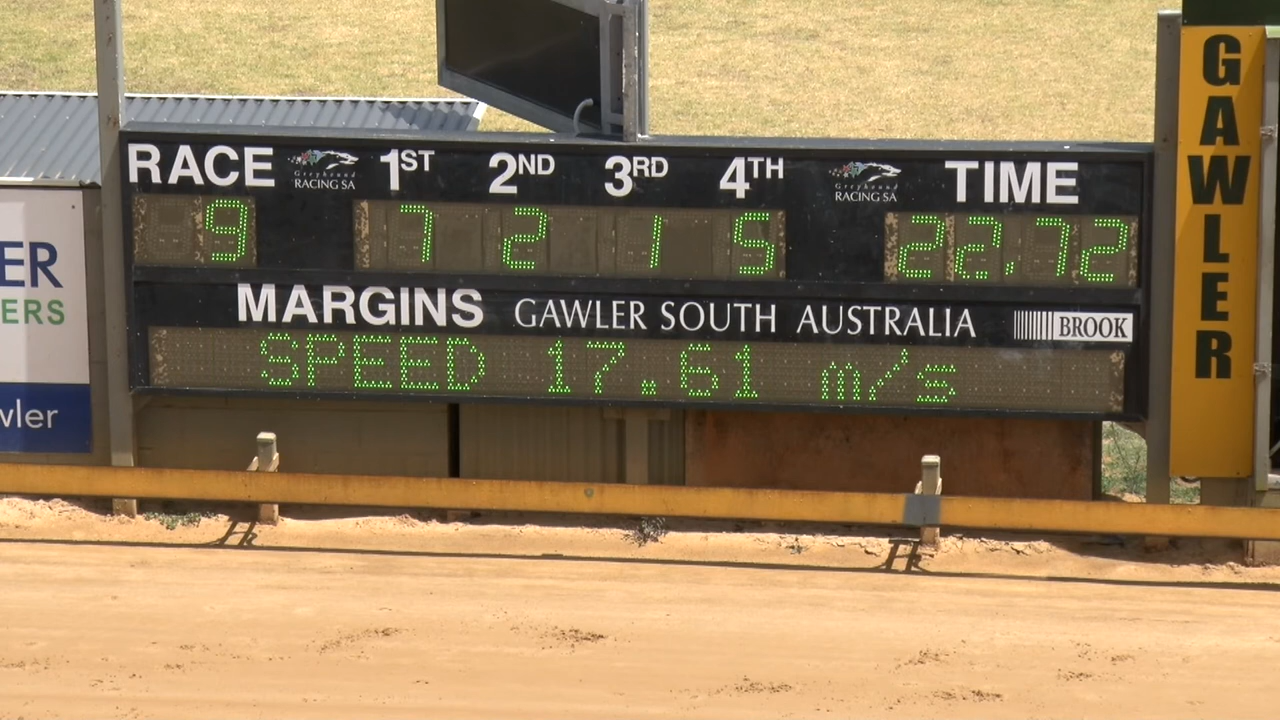 RACE 1ST 2ND 3RD 4TH TIME
Greyhound
RACING SA
Greyhound
RACING SA
9 7 2 1 5 22.72
MARGINS GAWLER SOUTH AUSTRALIA BROOK
SPEED 17.61 m/s
GAWLER
ER
ERS
wler